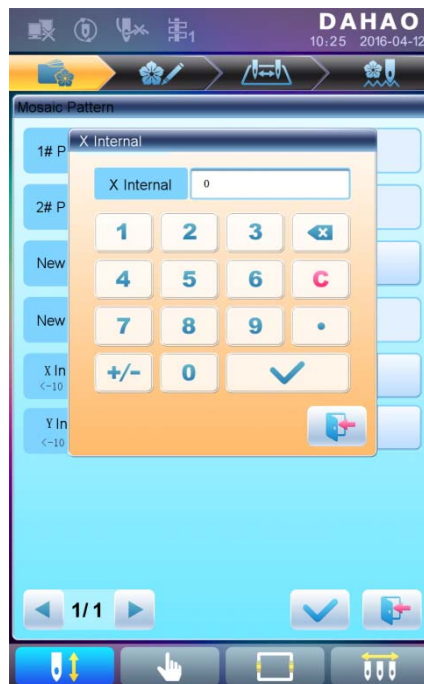 DAHAO
1
10:25 2016-04-12
Mosaic Pattern
X Internal
1# P
X Internal 0
2# P
1 2 3
New
4 5 6 C
New
7 8 9 •
X In
<-10
+/- 0
Y In
<-10
1/1